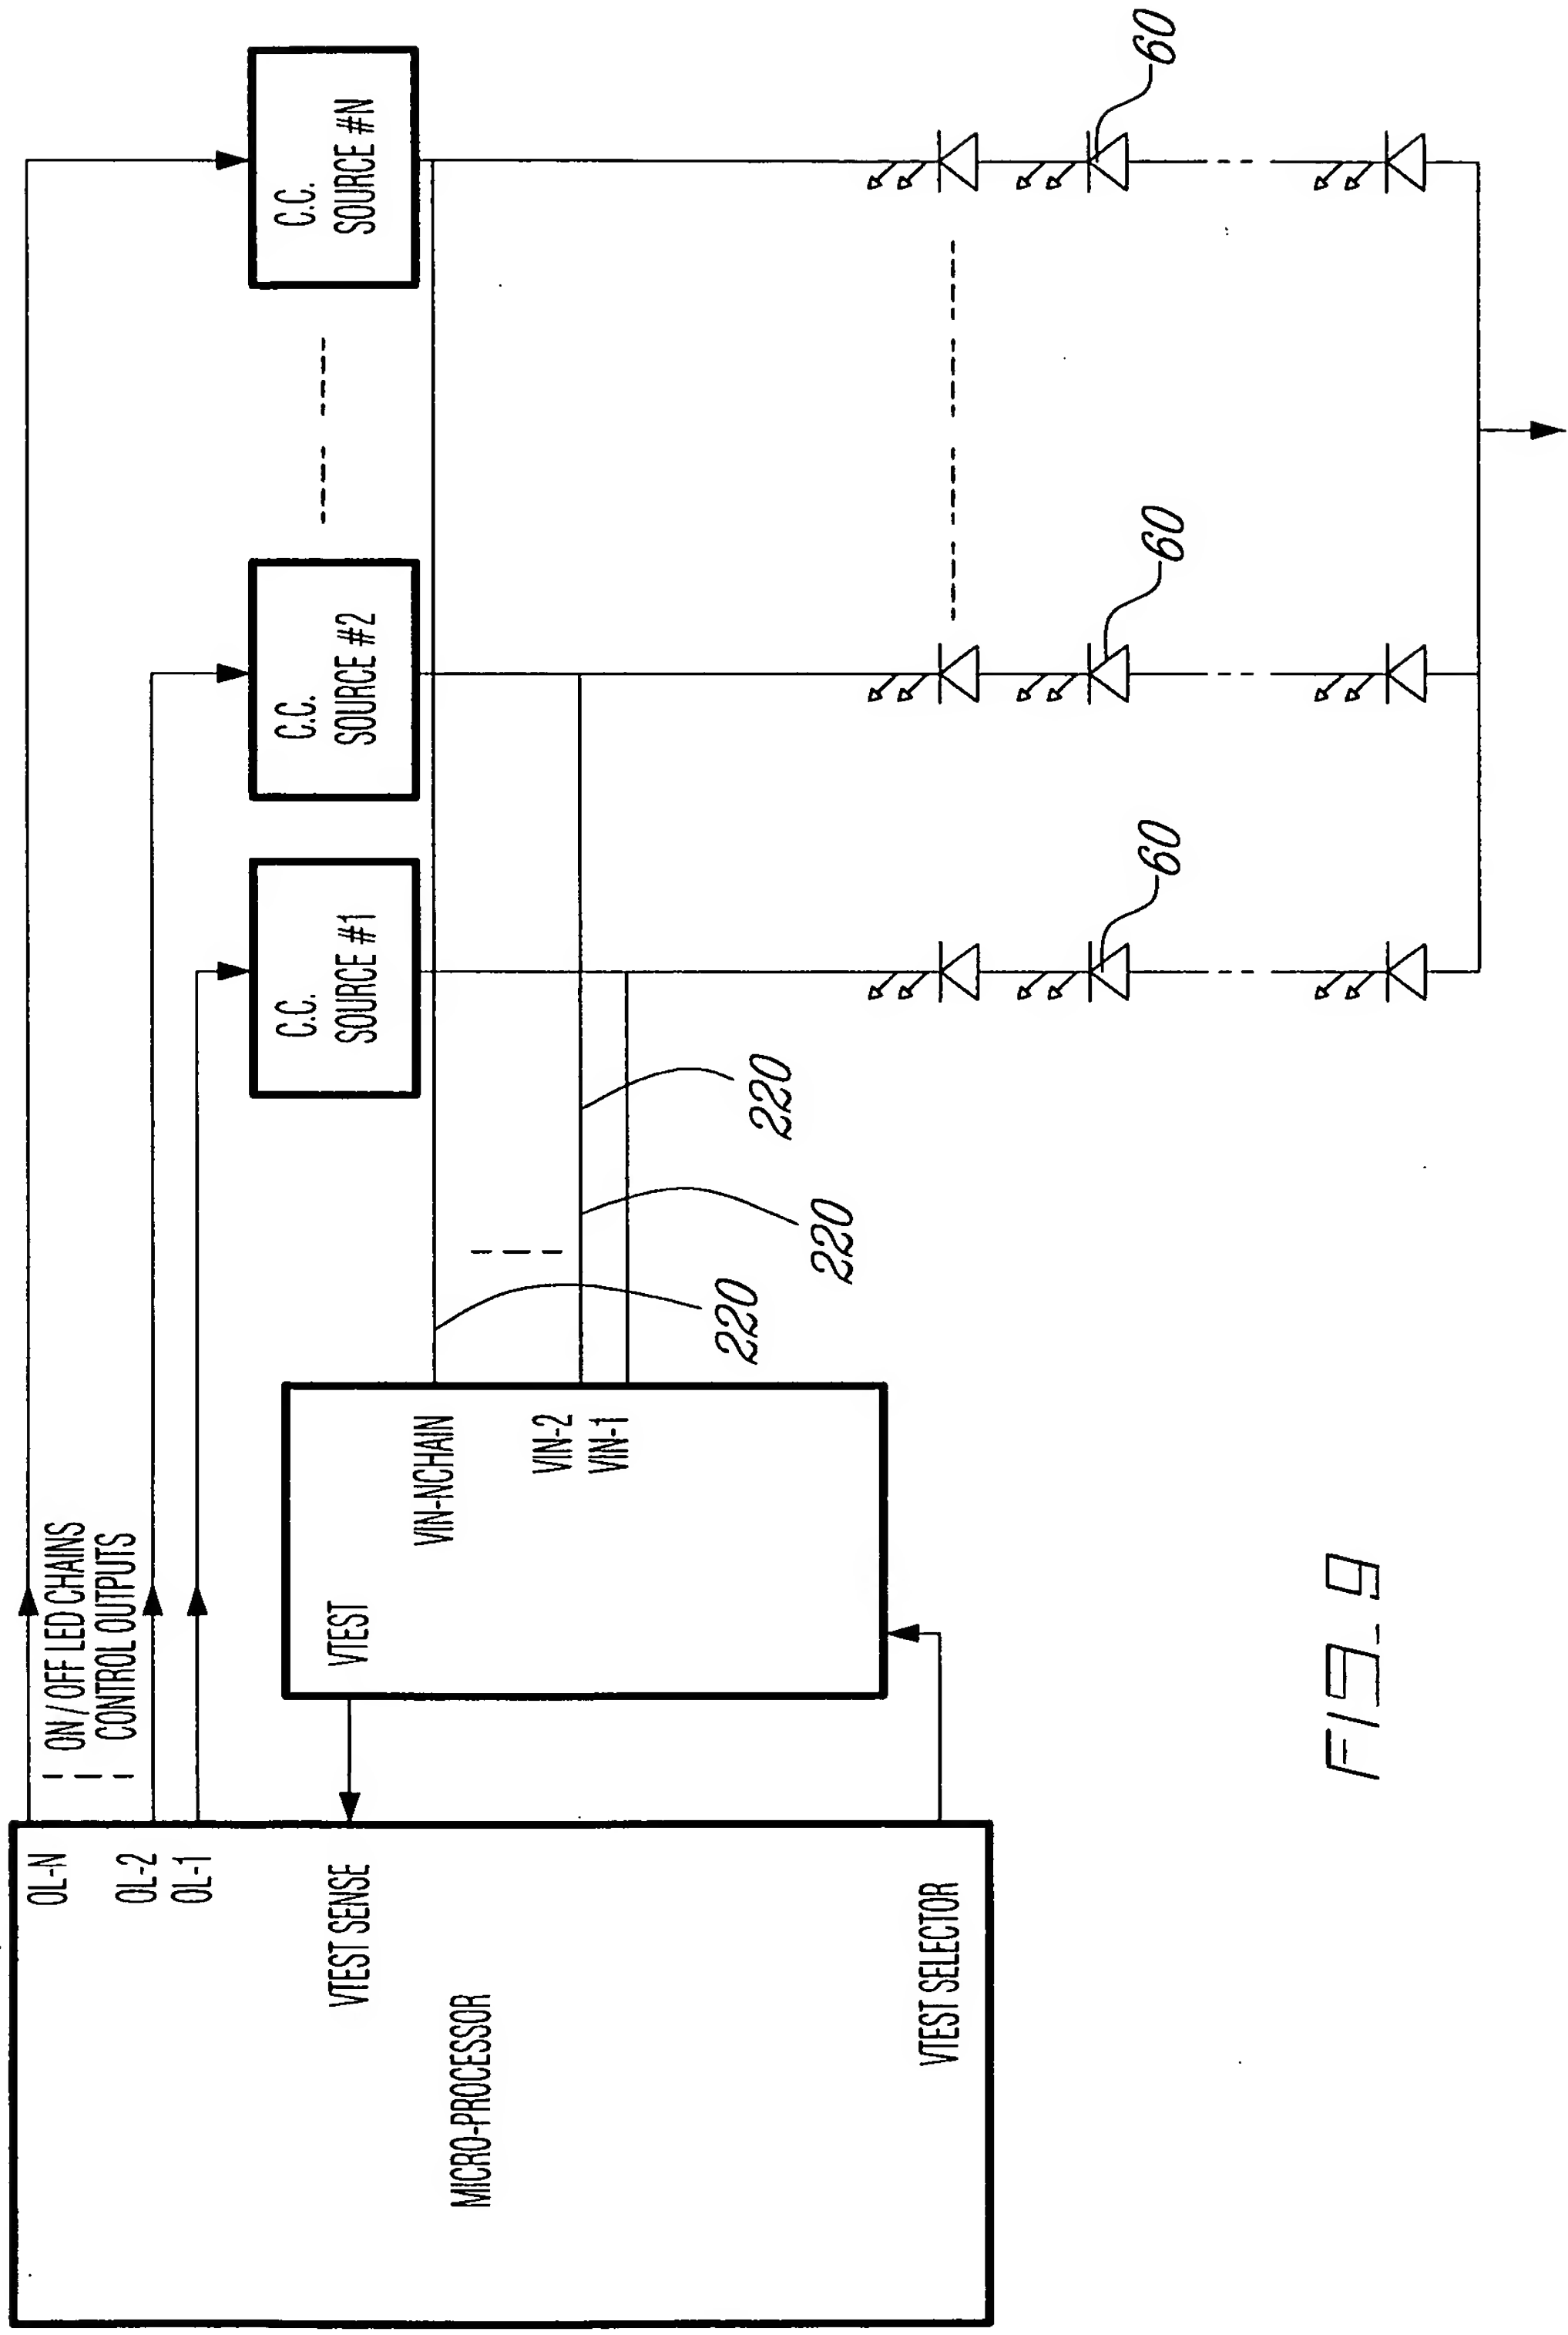 OL-N
OL-2
OL-1
VTEST SENSE
MICRO-PROCESSOR
VTEST SELECTOR
ON / OFF LED CHAINS
CONTROL OUTPUTS
VTEST
VIN-NCHAIN
VIN-2
VIN-1
220
220
220
C.C.
SOURCE #1
C.C.
SOURCE #2
C.C.
SOURCE #N
60
60
60
FIG_9